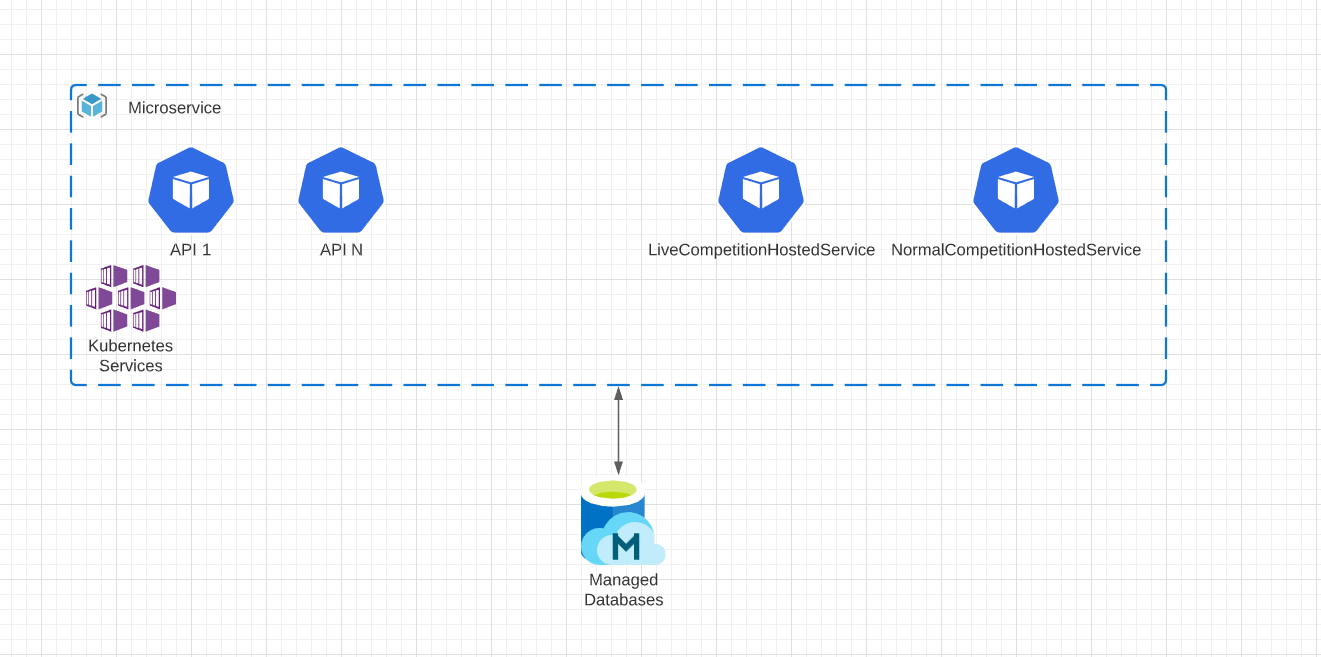 Microservice
API 1
API N
LiveCompetitionHostedService
NormalCompetitionHostedService
Kubernetes
Services
M
Managed
Databases